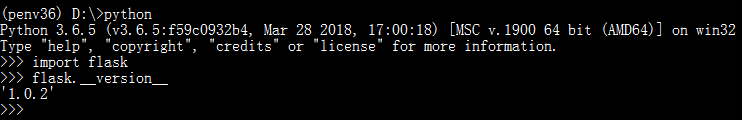 (penv36) D:\>python
Python 3.6.5 (v3.6.5:f59c0932b4, Mar 28 2018, 17:00:18) [MSC v.1900 64 bit (AMD64)] on win32
Type "help", "copyright", "credits" or "license" for more information.
>>> import flask
>>> flask.__version__
'1.0.2'
>>>